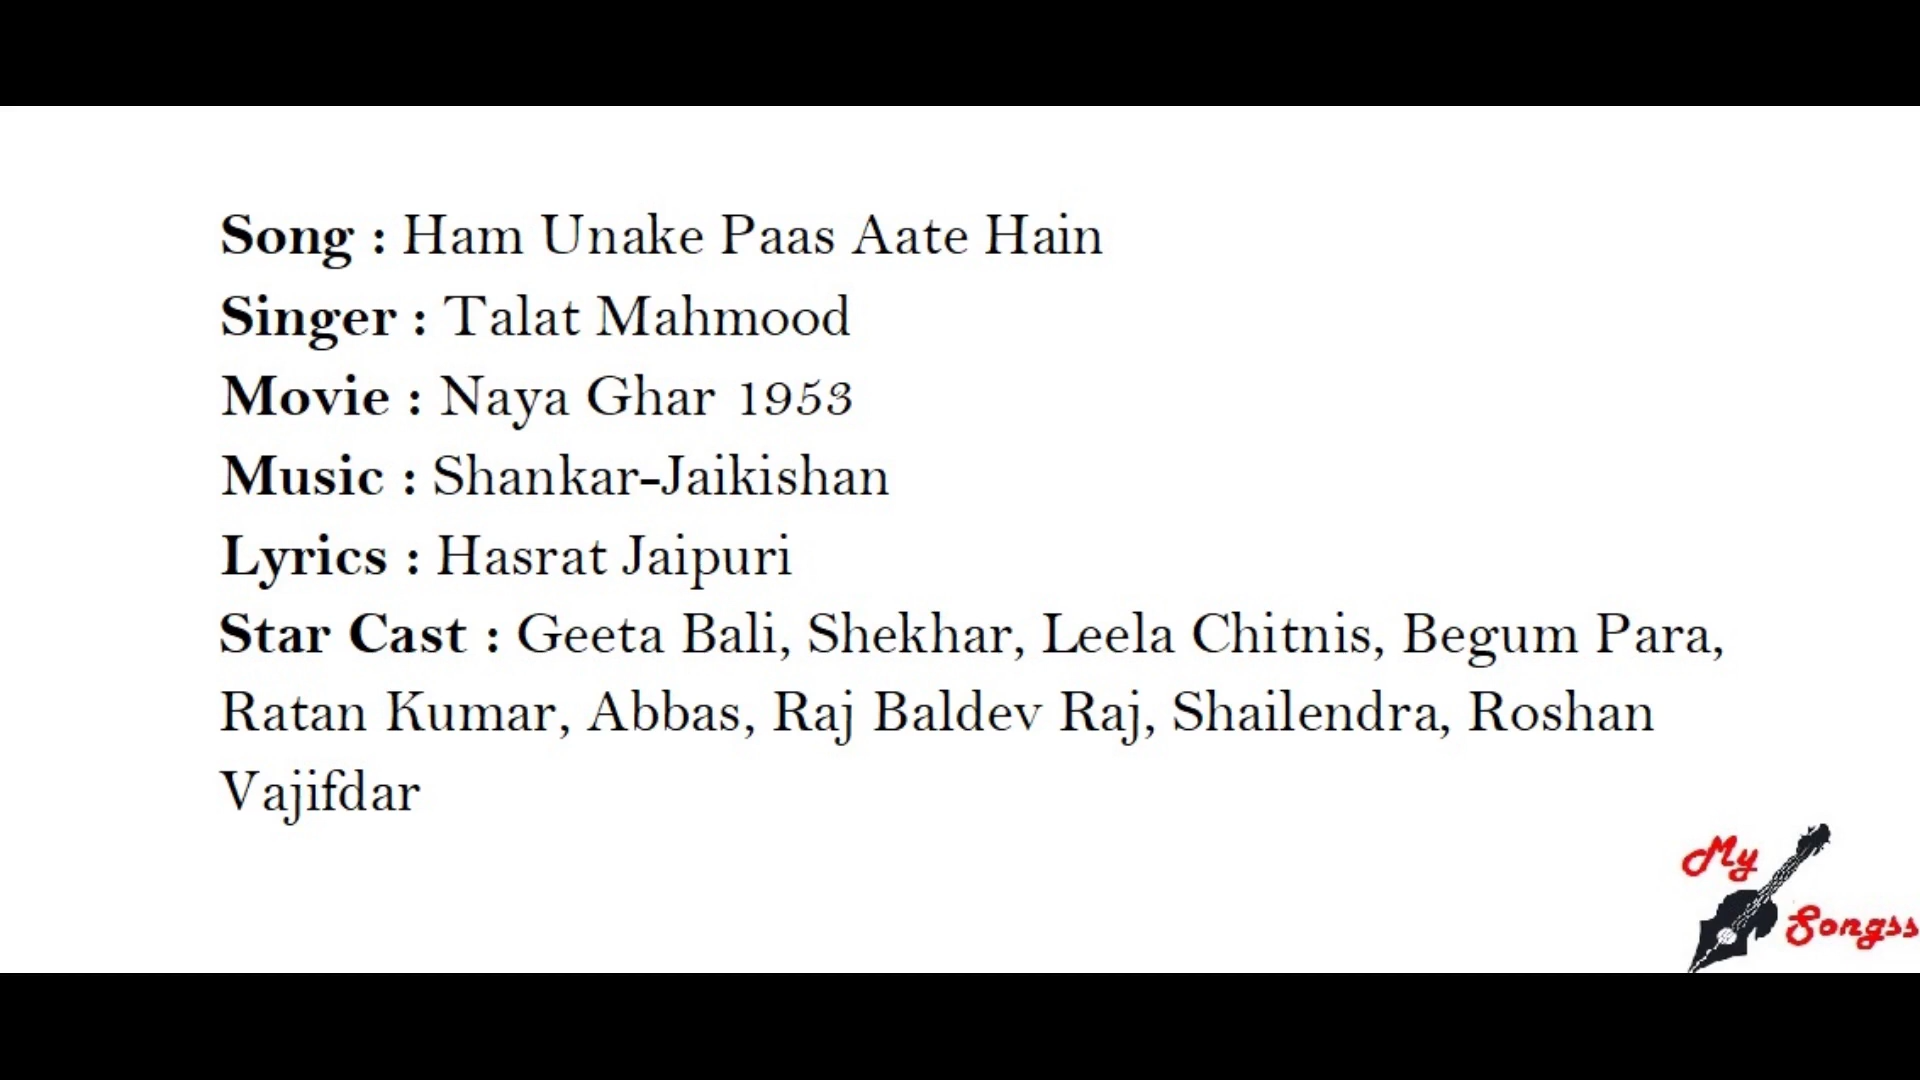 Song : Ham Unake Paas Aate Hain
Singer : Talat Mahmood
Movie : Naya Ghar 1953
Music : Shankar-Jaikishan
Lyrics : Hasrat Jaipuri
Star Cast : Geeta Bali, Shekhar, Leela Chitnis, Begum Para,
Ratan Kumar, Abbas, Raj Baldev Raj, Shailendra, Roshan
Vajifdar
My
Songss